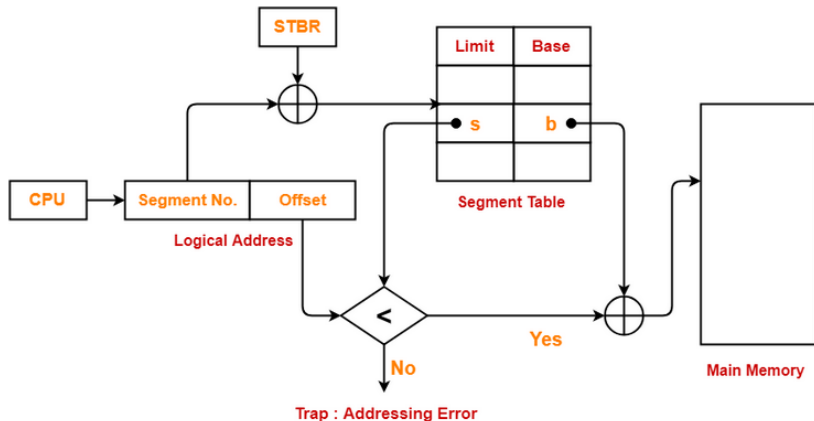 STBR
Limit Base
s b
CPU Segment No. Offset
Segment Table
Logical Address
<
Yes
No
Main Memory
Trap : Addressing Error